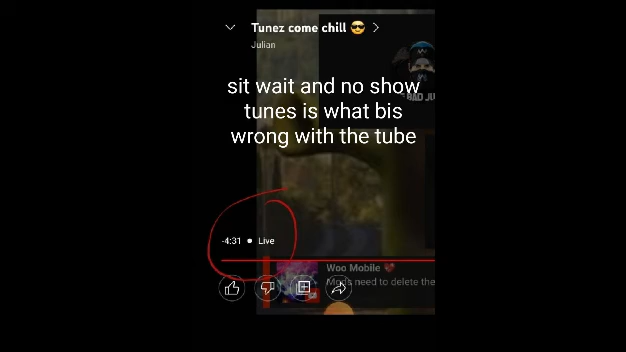 Tunez come chill 😎
Julian
sit wait and no show
tunes is what bis
wrong with the tube
-4:31 • Live
Woo Mobile 💖
Mods need to delete the